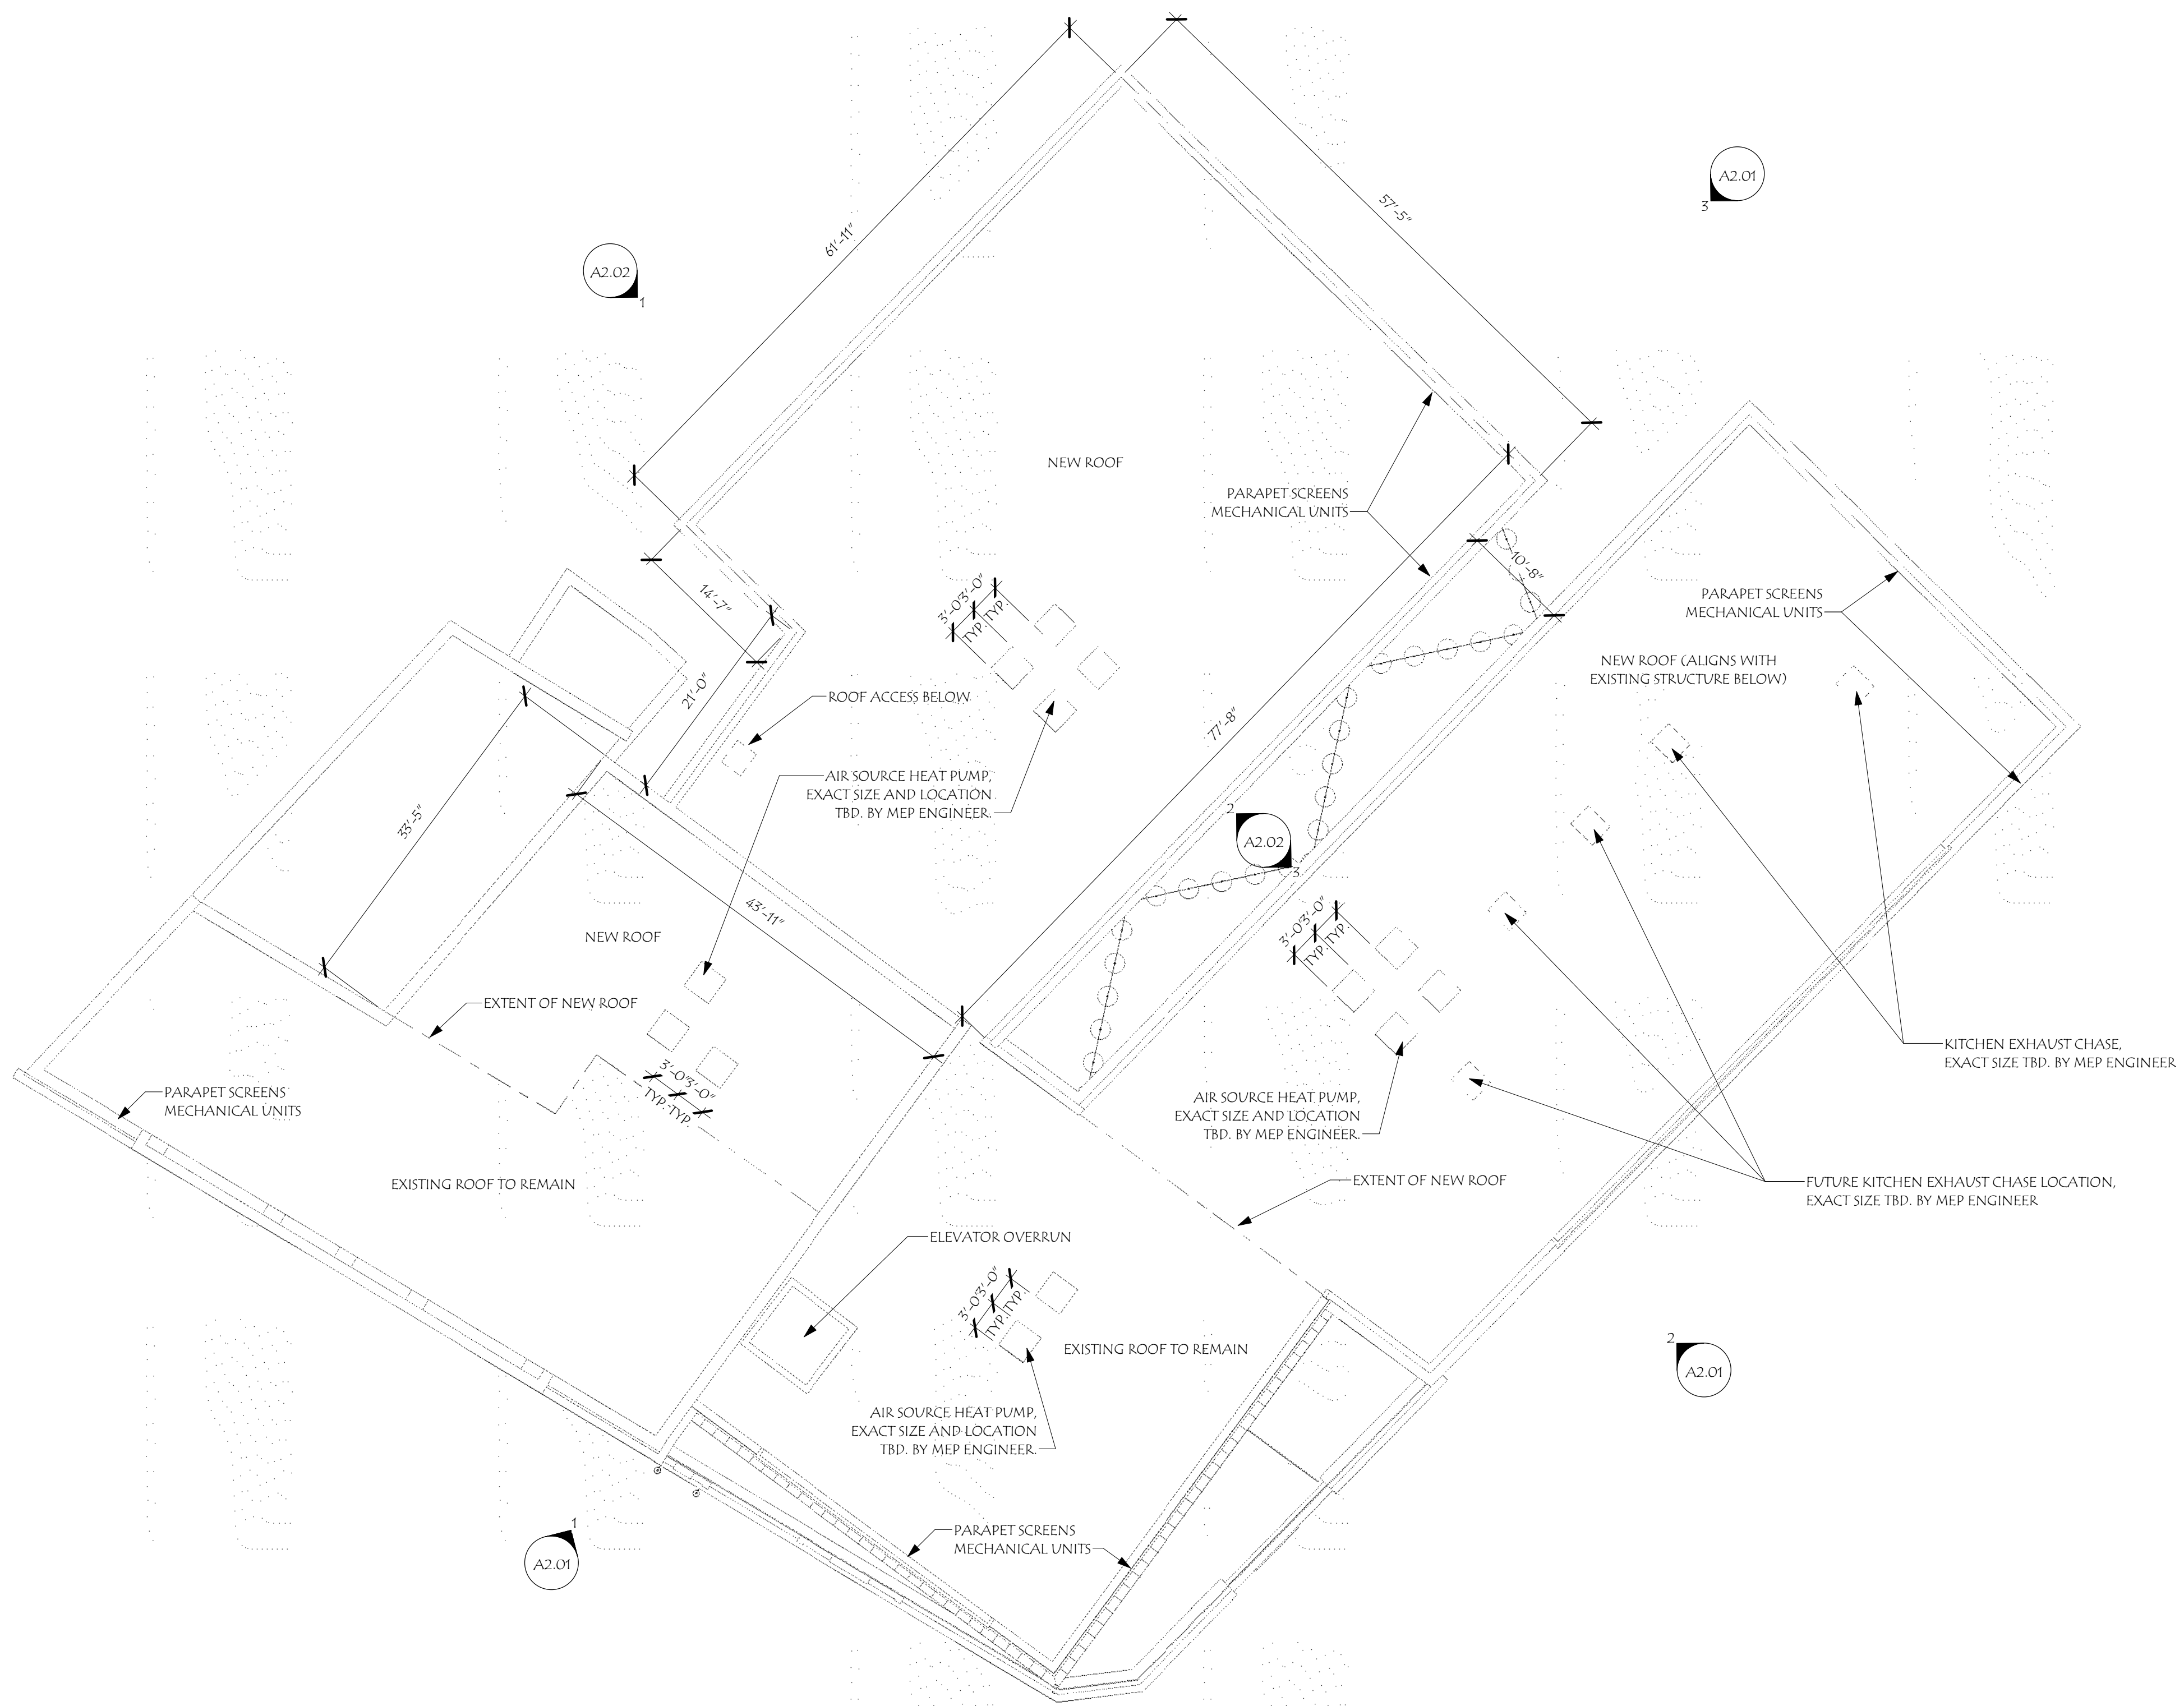 61'-11"
57'-5"
A2.01
3
A2.02
1
NEW ROOF
PARAPET SCREENS
MECHANICAL UNITS
10'-8"
14'-7"
3'-0"
3'-0"
TYP.
TYP.
PARAPET SCREENS
MECHANICAL UNITS
NEW ROOF (ALIGNS WITH
EXISTING STRUCTURE BELOW)
21'-0"
ROOF ACCESS BELOW
77'-8"
AIR SOURCE HEAT PUMP,
EXACT SIZE AND LOCATION
TBD. BY MEP ENGINEER.
33'-5"
2
A2.02
3
43'-11"
NEW ROOF
3'-0"
3'-0"
TYP.
TYP.
EXTENT OF NEW ROOF
KITCHEN EXHAUST CHASE,
EXACT SIZE TBD. BY MEP ENGINEER
3'-0"
3'-0"
TYP.
TYP.
PARAPET SCREENS
MECHANICAL UNITS
AIR SOURCE HEAT PUMP,
EXACT SIZE AND LOCATION
TBD. BY MEP ENGINEER.
EXISTING ROOF TO REMAIN
EXTENT OF NEW ROOF
FUTURE KITCHEN EXHAUST CHASE LOCATION,
EXACT SIZE TBD. BY MEP ENGINEER
ELEVATOR OVERRUN
3'-0"
3'-0"
TYP.
TYP.
EXISTING ROOF TO REMAIN
2
A2.01
AIR SOURCE HEAT PUMP,
EXACT SIZE AND LOCATION
TBD. BY MEP ENGINEER.
1
A2.01
PARAPET SCREENS
MECHANICAL UNITS